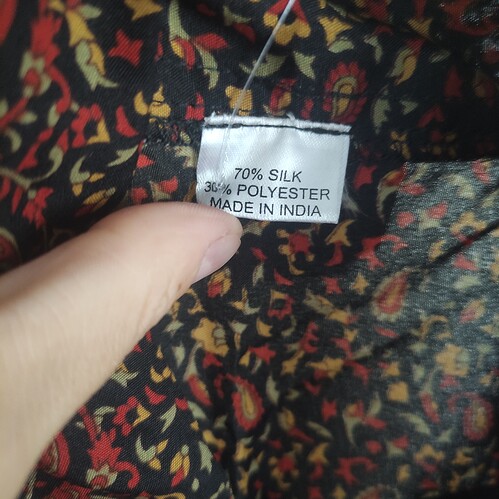 70% SILK
30% POLYESTER
MADE IN INDIA